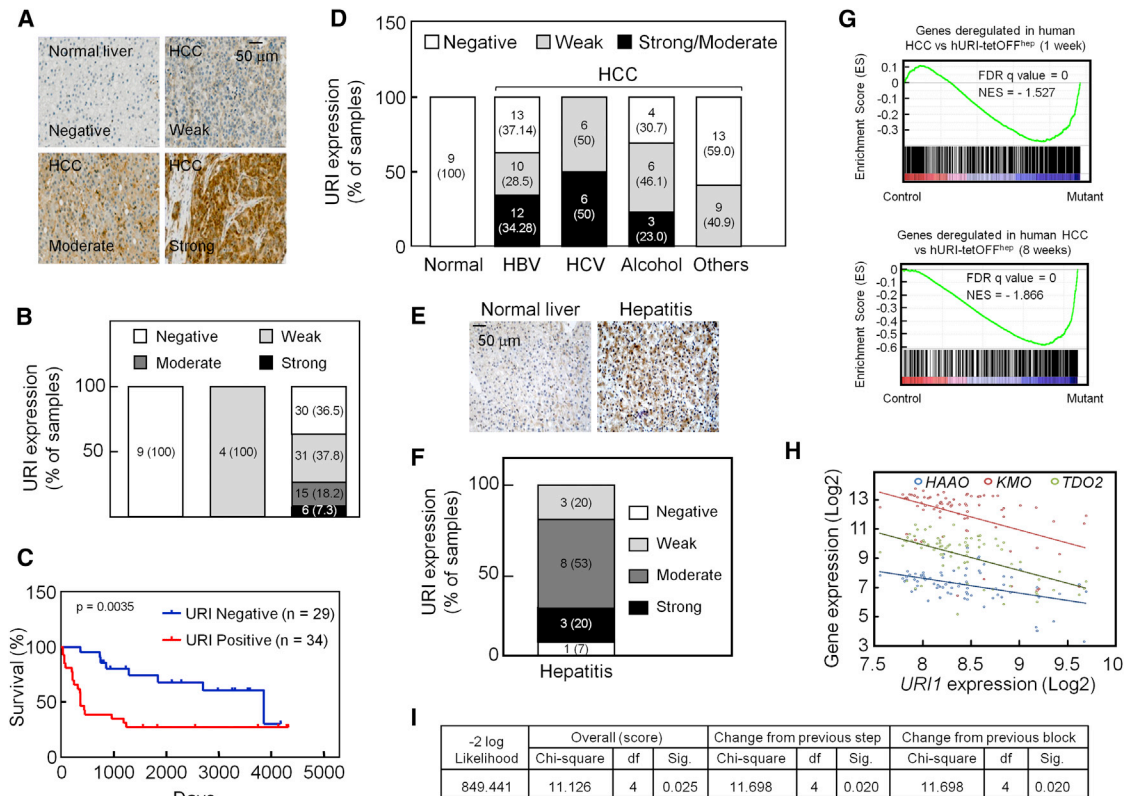 A
Normal liver
Negative
HCC
50 µm
Weak
HCC
Moderate
HCC
Strong
B
Negative
Weak
Moderate
Strong
URI expression
(% of samples)
100
50
9 (100)
4 (100)
30 (36.5)
31 (37.8)
15 (18.2)
6 (7.3)
C
Survival (%)
150
100
50
0
p = 0.0035
URI Negative (n = 29)
URI Positive (n = 34)
0 1000 2000 3000 4000 5000
D
URI expression
(% of samples)
150
100
50
0
Negative
Weak
Strong/Moderate
HCC
9
(100)
13
(37.14)
10
(28.5)
12
(34.28)
6
(50)
6
(50)
4
(30.7)
6
(46.1)
3
(23.0)
13
(59.0)
9
(40.9)
Normal HBV HCV Alcohol Others
E
Normal liver
50 µm
Hepatitis
F
URI expression
(% of samples)
100
50
0
3 (20)
8 (53)
3 (20)
1 (7)
Negative
Weak
Moderate
Strong
Hepatitis
G
Genes deregulated in human
HCC vs hURI-tetOFFhep (1 week)
Enrichment Score (ES)
0.1
0
-0.1
-0.2
-0.3
FDR q value = 0
NES = - 1.527
Control Mutant
Genes deregulated in human HCC
vs hURI-tetOFFhep (8 weeks)
Enrichment Score (ES)
0
-0.1
-0.2
-0.3
-0.4
-0.5
-0.6
FDR q value = 0
NES = - 1.866
Control Mutant
H
Gene expression (Log2)
HAAO KMO TDO2
13
11
9
7
5
3
7.5 8 8.5 9 9.5 10
URI1 expression (Log2)
I
-2 log Likelihood
Overall (score)
Change from previous step
Change from previous block
Chi-square df Sig. Chi-square df Sig. Chi-square df Sig.
849.441 11.126 4 0.025 11.698 4 0.020 11.698 4 0.020